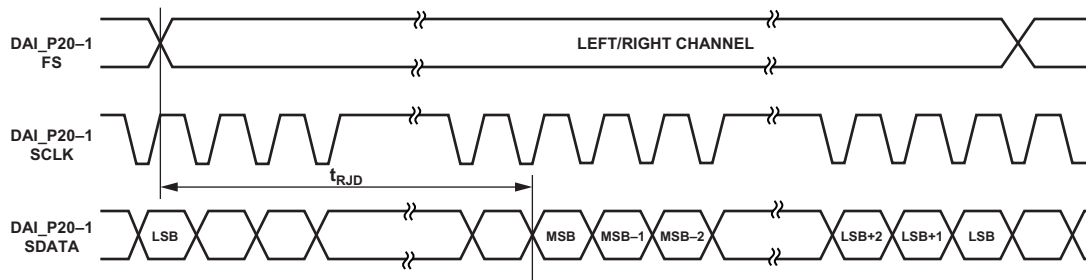 DAI_P20–1
FS
LEFT/RIGHT CHANNEL
DAI_P20–1
SCLK
tRJD
DAI_P20–1
SDATA
LSB
MSB
MSB–1
MSB–2
LSB+2
LSB+1
LSB